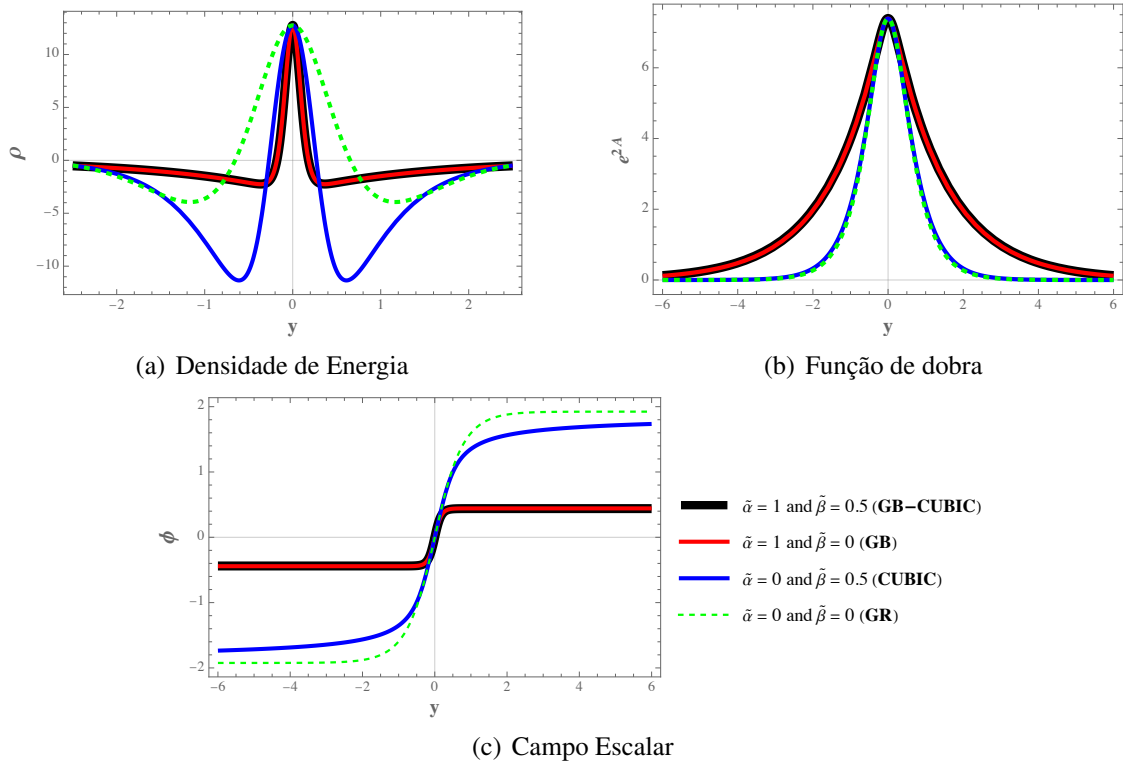 10
5
0
−5
−10
ρ
−2
−1
0
1
2
y
(a) Densidade de Energia
6
4
2
0
e^{2 A}
−6
−4
−2
0
2
4
6
y
(b) Função de dobra
2
1
0
−1
−2
ϕ
−6
−4
−2
0
2
4
6
y
(c) Campo Escalar
α̃ = 1 and β̃ = 0.5 (GB−CUBIC)
α̃ = 1 and β̃ = 0 (GB)
α̃ = 0 and β̃ = 0.5 (CUBIC)
α̃ = 0 and β̃ = 0 (GR)